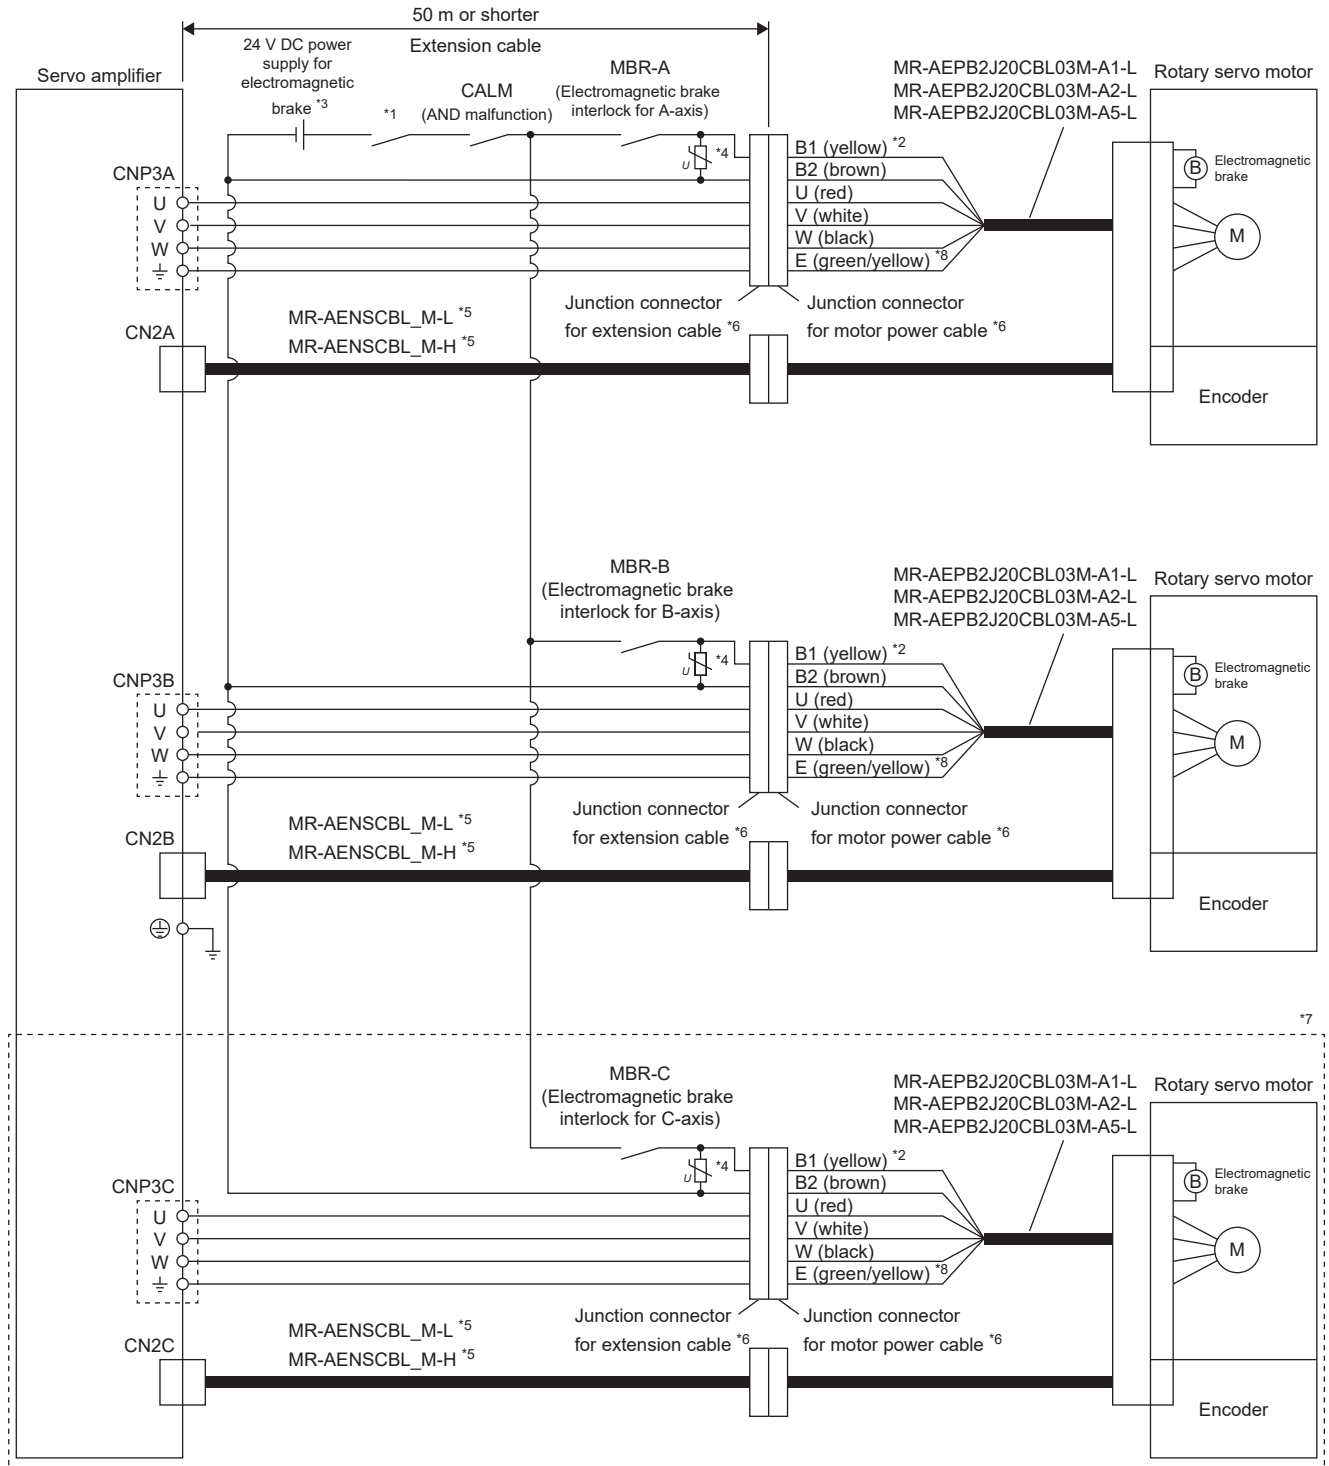 50 m or shorter
Extension cable
24 V DC power
supply for
electromagnetic
brake *3
Servo amplifier
*1
CALM
(AND malfunction)
MBR-A
(Electromagnetic brake
interlock for A-axis)
MR-AEPB2J20CBL03M-A1-L
MR-AEPB2J20CBL03M-A2-L
MR-AEPB2J20CBL03M-A5-L
Rotary servo motor
U
*4
B1 (yellow) *2
B2 (brown)
U (red)
V (white)
W (black)
E (green/yellow) *8
B
Electromagnetic
brake
M
CNP3A
U
V
W
Junction connector
for extension cable *6
Junction connector
for motor power cable *6
CN2A
MR-AENSCBL_M-L *5
MR-AENSCBL_M-H *5
Encoder
MBR-B
(Electromagnetic brake
interlock for B-axis)
MR-AEPB2J20CBL03M-A1-L
MR-AEPB2J20CBL03M-A2-L
MR-AEPB2J20CBL03M-A5-L
Rotary servo motor
U
*4
B1 (yellow) *2
B2 (brown)
U (red)
V (white)
W (black)
E (green/yellow) *8
B
Electromagnetic
brake
M
CNP3B
U
V
W
Junction connector
for extension cable *6
Junction connector
for motor power cable *6
CN2B
MR-AENSCBL_M-L *5
MR-AENSCBL_M-H *5
Encoder
*7
MBR-C
(Electromagnetic brake
interlock for C-axis)
MR-AEPB2J20CBL03M-A1-L
MR-AEPB2J20CBL03M-A2-L
MR-AEPB2J20CBL03M-A5-L
Rotary servo motor
U
*4
B1 (yellow) *2
B2 (brown)
U (red)
V (white)
W (black)
E (green/yellow) *8
B
Electromagnetic
brake
M
CNP3C
U
V
W
Junction connector
for extension cable *6
Junction connector
for motor power cable *6
CN2C
MR-AENSCBL_M-L *5
MR-AENSCBL_M-H *5
Encoder